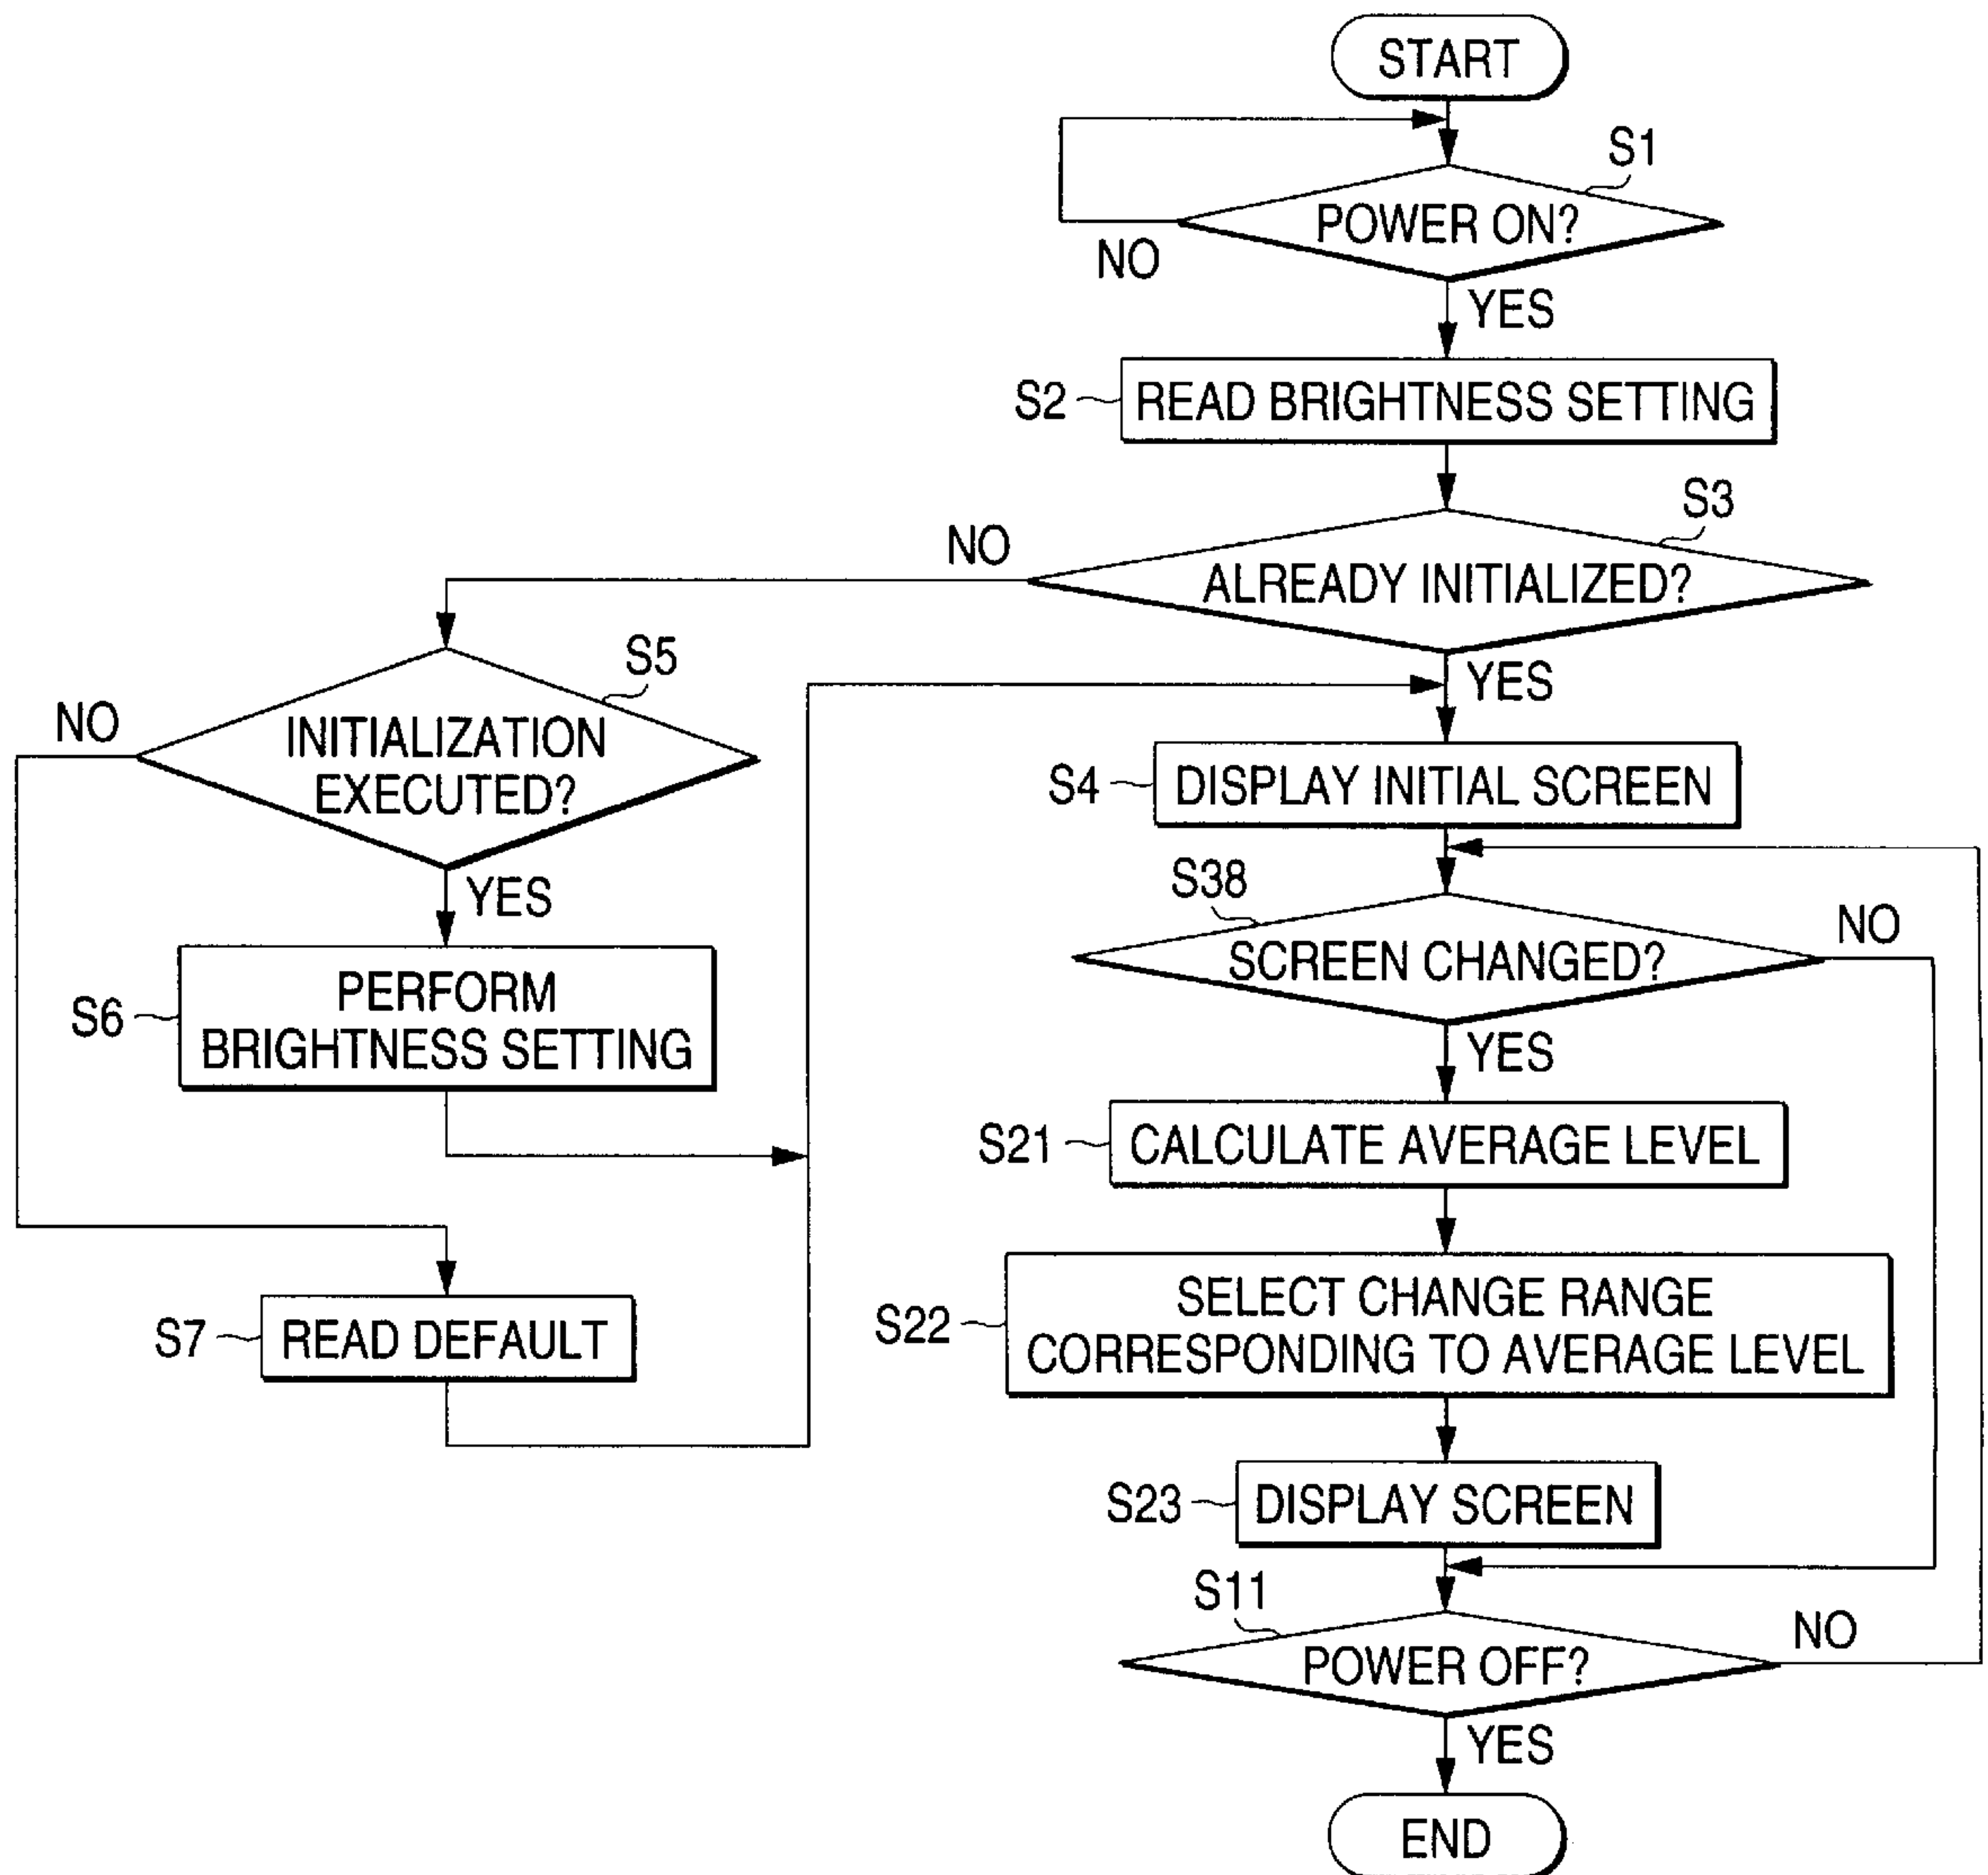 START
S1
POWER ON?
NO
YES
S2
READ BRIGHTNESS SETTING
S3
NO
ALREADY INITIALIZED?
YES
S5
NO
INITIALIZATION
EXECUTED?
YES
S6
PERFORM
BRIGHTNESS SETTING
S7
READ DEFAULT
S4
DISPLAY INITIAL SCREEN
S38
NO
SCREEN CHANGED?
YES
S21
CALCULATE AVERAGE LEVEL
S22
SELECT CHANGE RANGE
CORRESPONDING TO AVERAGE LEVEL
S23
DISPLAY SCREEN
S11
NO
POWER OFF?
YES
END